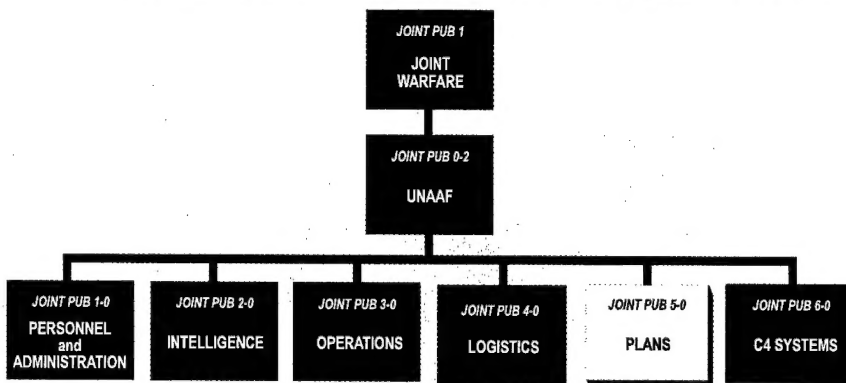 JOINT PUB 1
JOINT
WARFARE
JOINT PUB 0-2
UNAAF
JOINT PUB 1-0
PERSONNEL
and
ADMINISTRATION
JOINT PUB 2-0
INTELLIGENCE
JOINT PUB 3-0
OPERATIONS
JOINT PUB 4-0
LOGISTICS
JOINT PUB 5-0
PLANS
JOINT PUB 6-0
C4 SYSTEMS